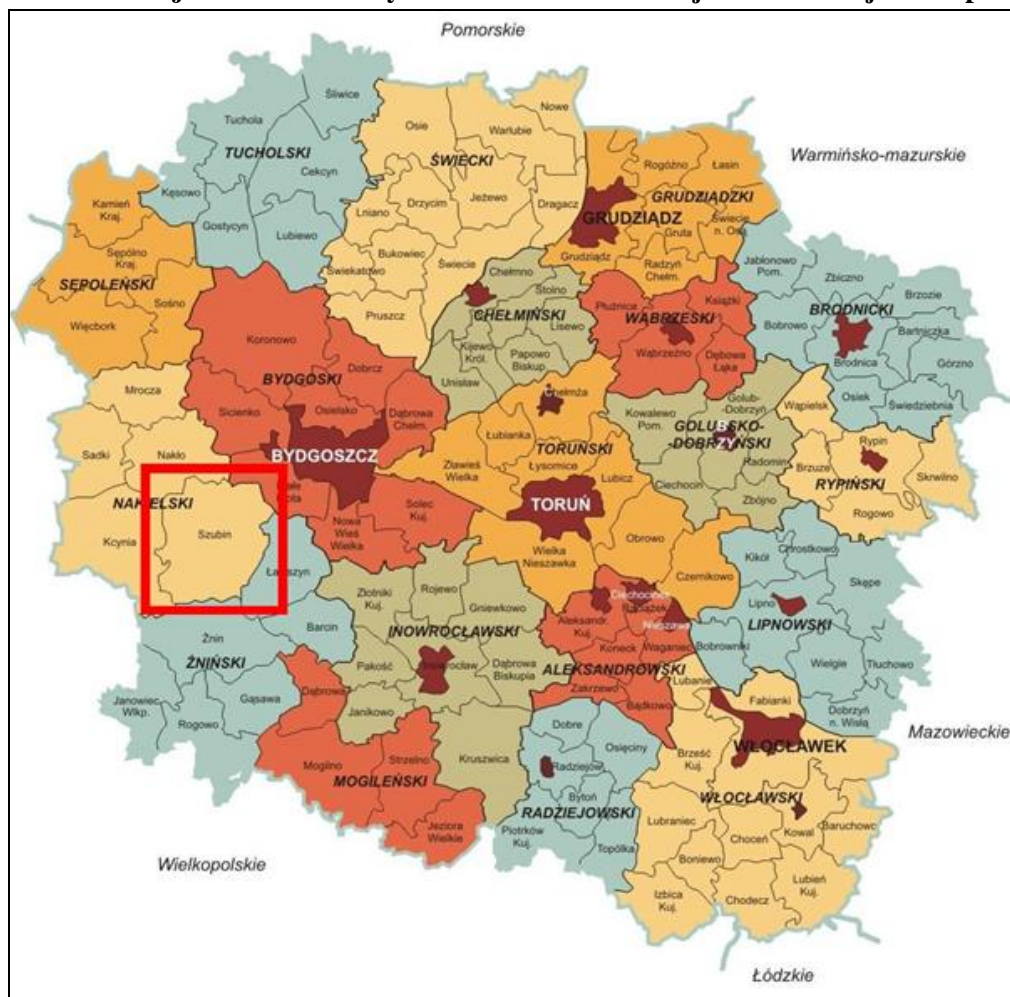 Pomorskie
Śliwice
Nowe
Tuchola
Osie
Warlubie
TUCHOLSKI
ŚWIECKI
Rogóźno
Łasin
Warmińsko-mazurskie
Cekcyn
Kęsowo
Drzycim
Jeżewo
GRUDZIĄDZKI
Kamień
Kraj.
Lniano
Dragacz
GRUDZIĄDZ
Gostycyn
Lubiewo
Gruta
Świecie
n. Os.
Sępólno
Kraj.
Bukowiec
Świecie
Grudziądz
Radzyń
Chełm.
Jabłonowo
Pom.
Świekatowo
Chełmno
Zbiczno
SĘPOLEŃSKI
Stolno
Płużnica
Książki
Brzozie
Sośno
Pruszcz
CHEŁMIŃSKI
WĄBRZESKI
BRODNICKI
Więcbork
Lisewo
Bobrowo
Bartniczka
Koronowo
Kijewo
Król.
Papowo
Biskup.
Wąbrzeźno
Dębowa
Łąka
Brodnica
Górzno
Dobrcz
BYDGOSKI
Unisław
Mrocza
Chełmża
Golub-
Dobrzyń
Osiek
Świedziebnia
Sicienko
Osielsko
Dąbrowa
Chełm.
Kowalewo
Pom.
Wąpielsk
Łubianka
GOLUBSKO-
DOBRZYŃSKI
Rypin
Sadki
Nakło
BYDGOSZCZ
TORUŃSKI
Radomin
Brzuze
Skrwilno
Zławieś
Wielka
Łysomice
Lubicz
Ciechocin
RYPIŃSKI
NAKIELSKI
Solec
Kuj.
TORUŃ
Zbójno
Rogowo
Szubin
Nowa
Wieś
Wielka
Kcynia
Wielka
Nieszawka
Obrowo
Kikół
Chrostkowo
Rojewo
Czernikowo
Skępe
Złotniki
Kuj.
Gniewkowo
Ciechocinek
Lipno
Barcin
Aleksandr.
Kuj.
Nieszawa
LIPNOWSKI
Żnin
INOWROCŁAWSKI
Koneck
Waganiec
Bobrowniki
ŻNIŃSKI
Pakość
Dąbrowa
Biskupia
ALEKSANDROWSKI
Wielgie
Tłuchowo
Gąsawa
Dąbrowa
Zakrzewo
Lubanie
Janowiec
Wlkp.
Janikowo
Bądkowo
Fabianki
Dobrzyń
n. Wisłą
Rogowo
Dobre
Mazowieckie
Osięciny
WŁOCŁAWEK
Strzelno
Kruszwica
Brześć
Kuj.
Mogilno
Radziejów
MOGILEŃSKI
Bytoń
WŁOCŁAWSKI
RADZIEJOWSKI
Lubraniec
Baruchowo
Jeziora
Wielkie
Piotrków
Kuj.
Choceń
Kowal
Topólka
Boniewo
Wielkopolskie
Izbica
Kuj.
Chodecz
Lubień
Kuj.
Łódzkie